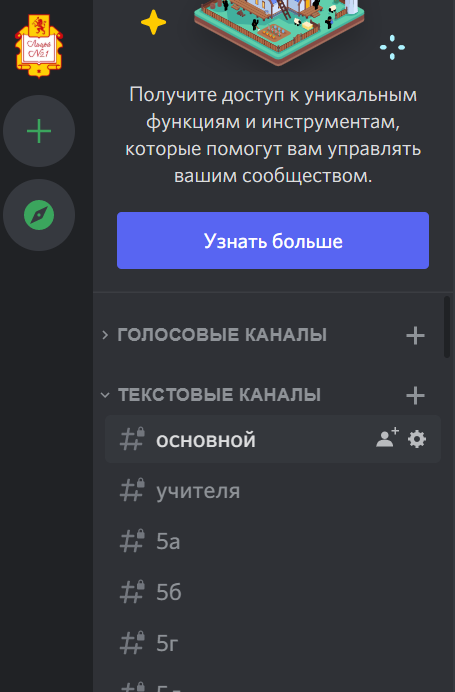 Лицей
№1
Получите доступ к уникальным
функциям и инструментам,
которые помогут вам управлять
вашим сообществом.
Узнать больше
ГОЛОСОВЫЕ КАНАЛЫ
ТЕКСТОВЫЕ КАНАЛЫ
основной
учителя
5а
5б
5г